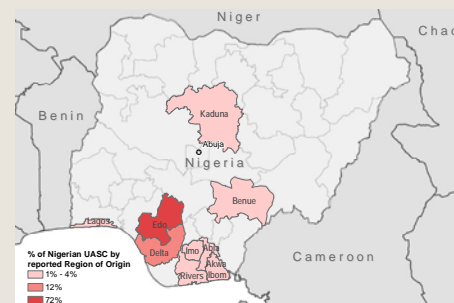 Niger
Chad
Benin
Kaduna
Abuja
Nigeria
Benue
Lagos
Edo
Delta
Imo
Abia
Akwa
Ibom
Rivers
Cameroon
% of Nigerian UASC by
reported Region of Origin
1% - 4%
12%
72%